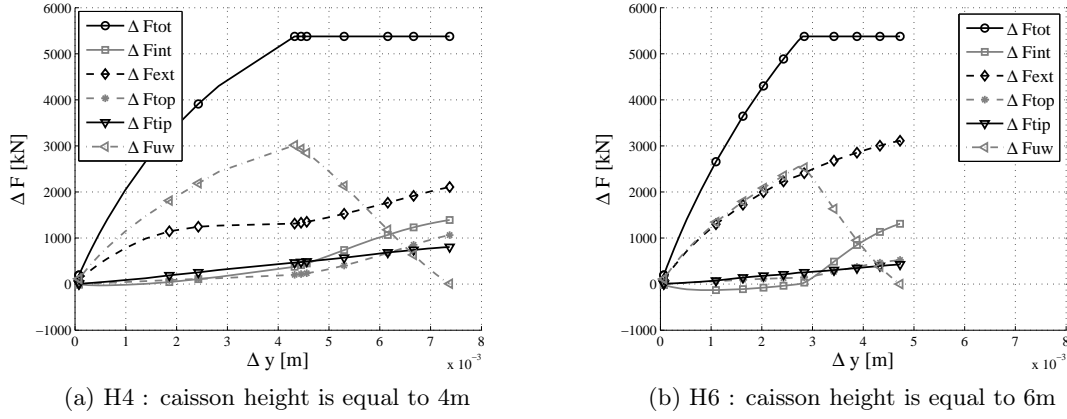 6000
5000
4000
3000
2000
1000
0
−1000
0 1 2 3 4 5 6 7 8
x 10⁻³
Δ y [m]
Δ F [kN]
Δ Ftot
Δ Fint
Δ Fext
Δ Ftop
Δ Ftip
Δ Fuw
(a) H4 : caisson height is equal to 4m
6000
5000
4000
3000
2000
1000
0
−1000
0 1 2 3 4 5 6 7 8
x 10⁻³
Δ y [m]
Δ F [kN]
Δ Ftot
Δ Fint
Δ Fext
Δ Ftop
Δ Ftip
Δ Fuw
(b) H6 : caisson height is equal to 6m